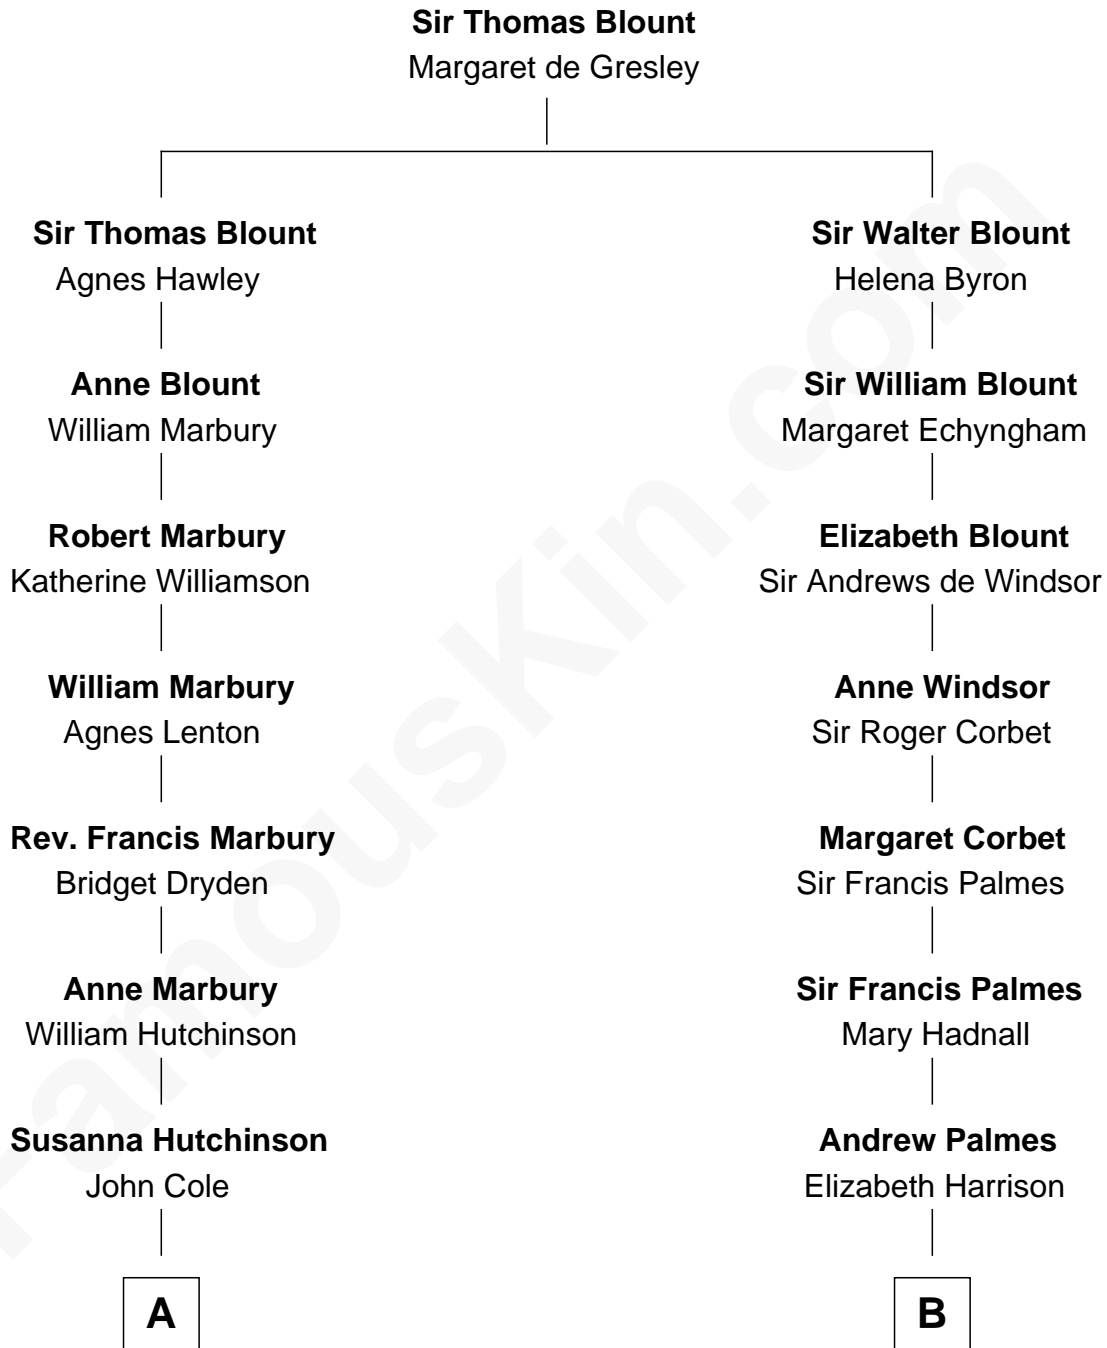 Sir Thomas Blount
Margaret de Gresley
Sir Thomas Blount
Agnes Hawley
Sir Walter Blount
Helena Byron
Anne Blount
William Marbury
Sir William Blount
Margaret Echyngham
Robert Marbury
Katherine Williamson
Elizabeth Blount
Sir Andrews de Windsor
William Marbury
Agnes Lenton
Anne Windsor
Sir Roger Corbet
Rev. Francis Marbury
Bridget Dryden
Margaret Corbet
Sir Francis Palmes
Anne Marbury
William Hutchinson
Sir Francis Palmes
Mary Hadnall
Susanna Hutchinson
John Cole
Andrew Palmes
Elizabeth Harrison
A
B
FamousKin.com